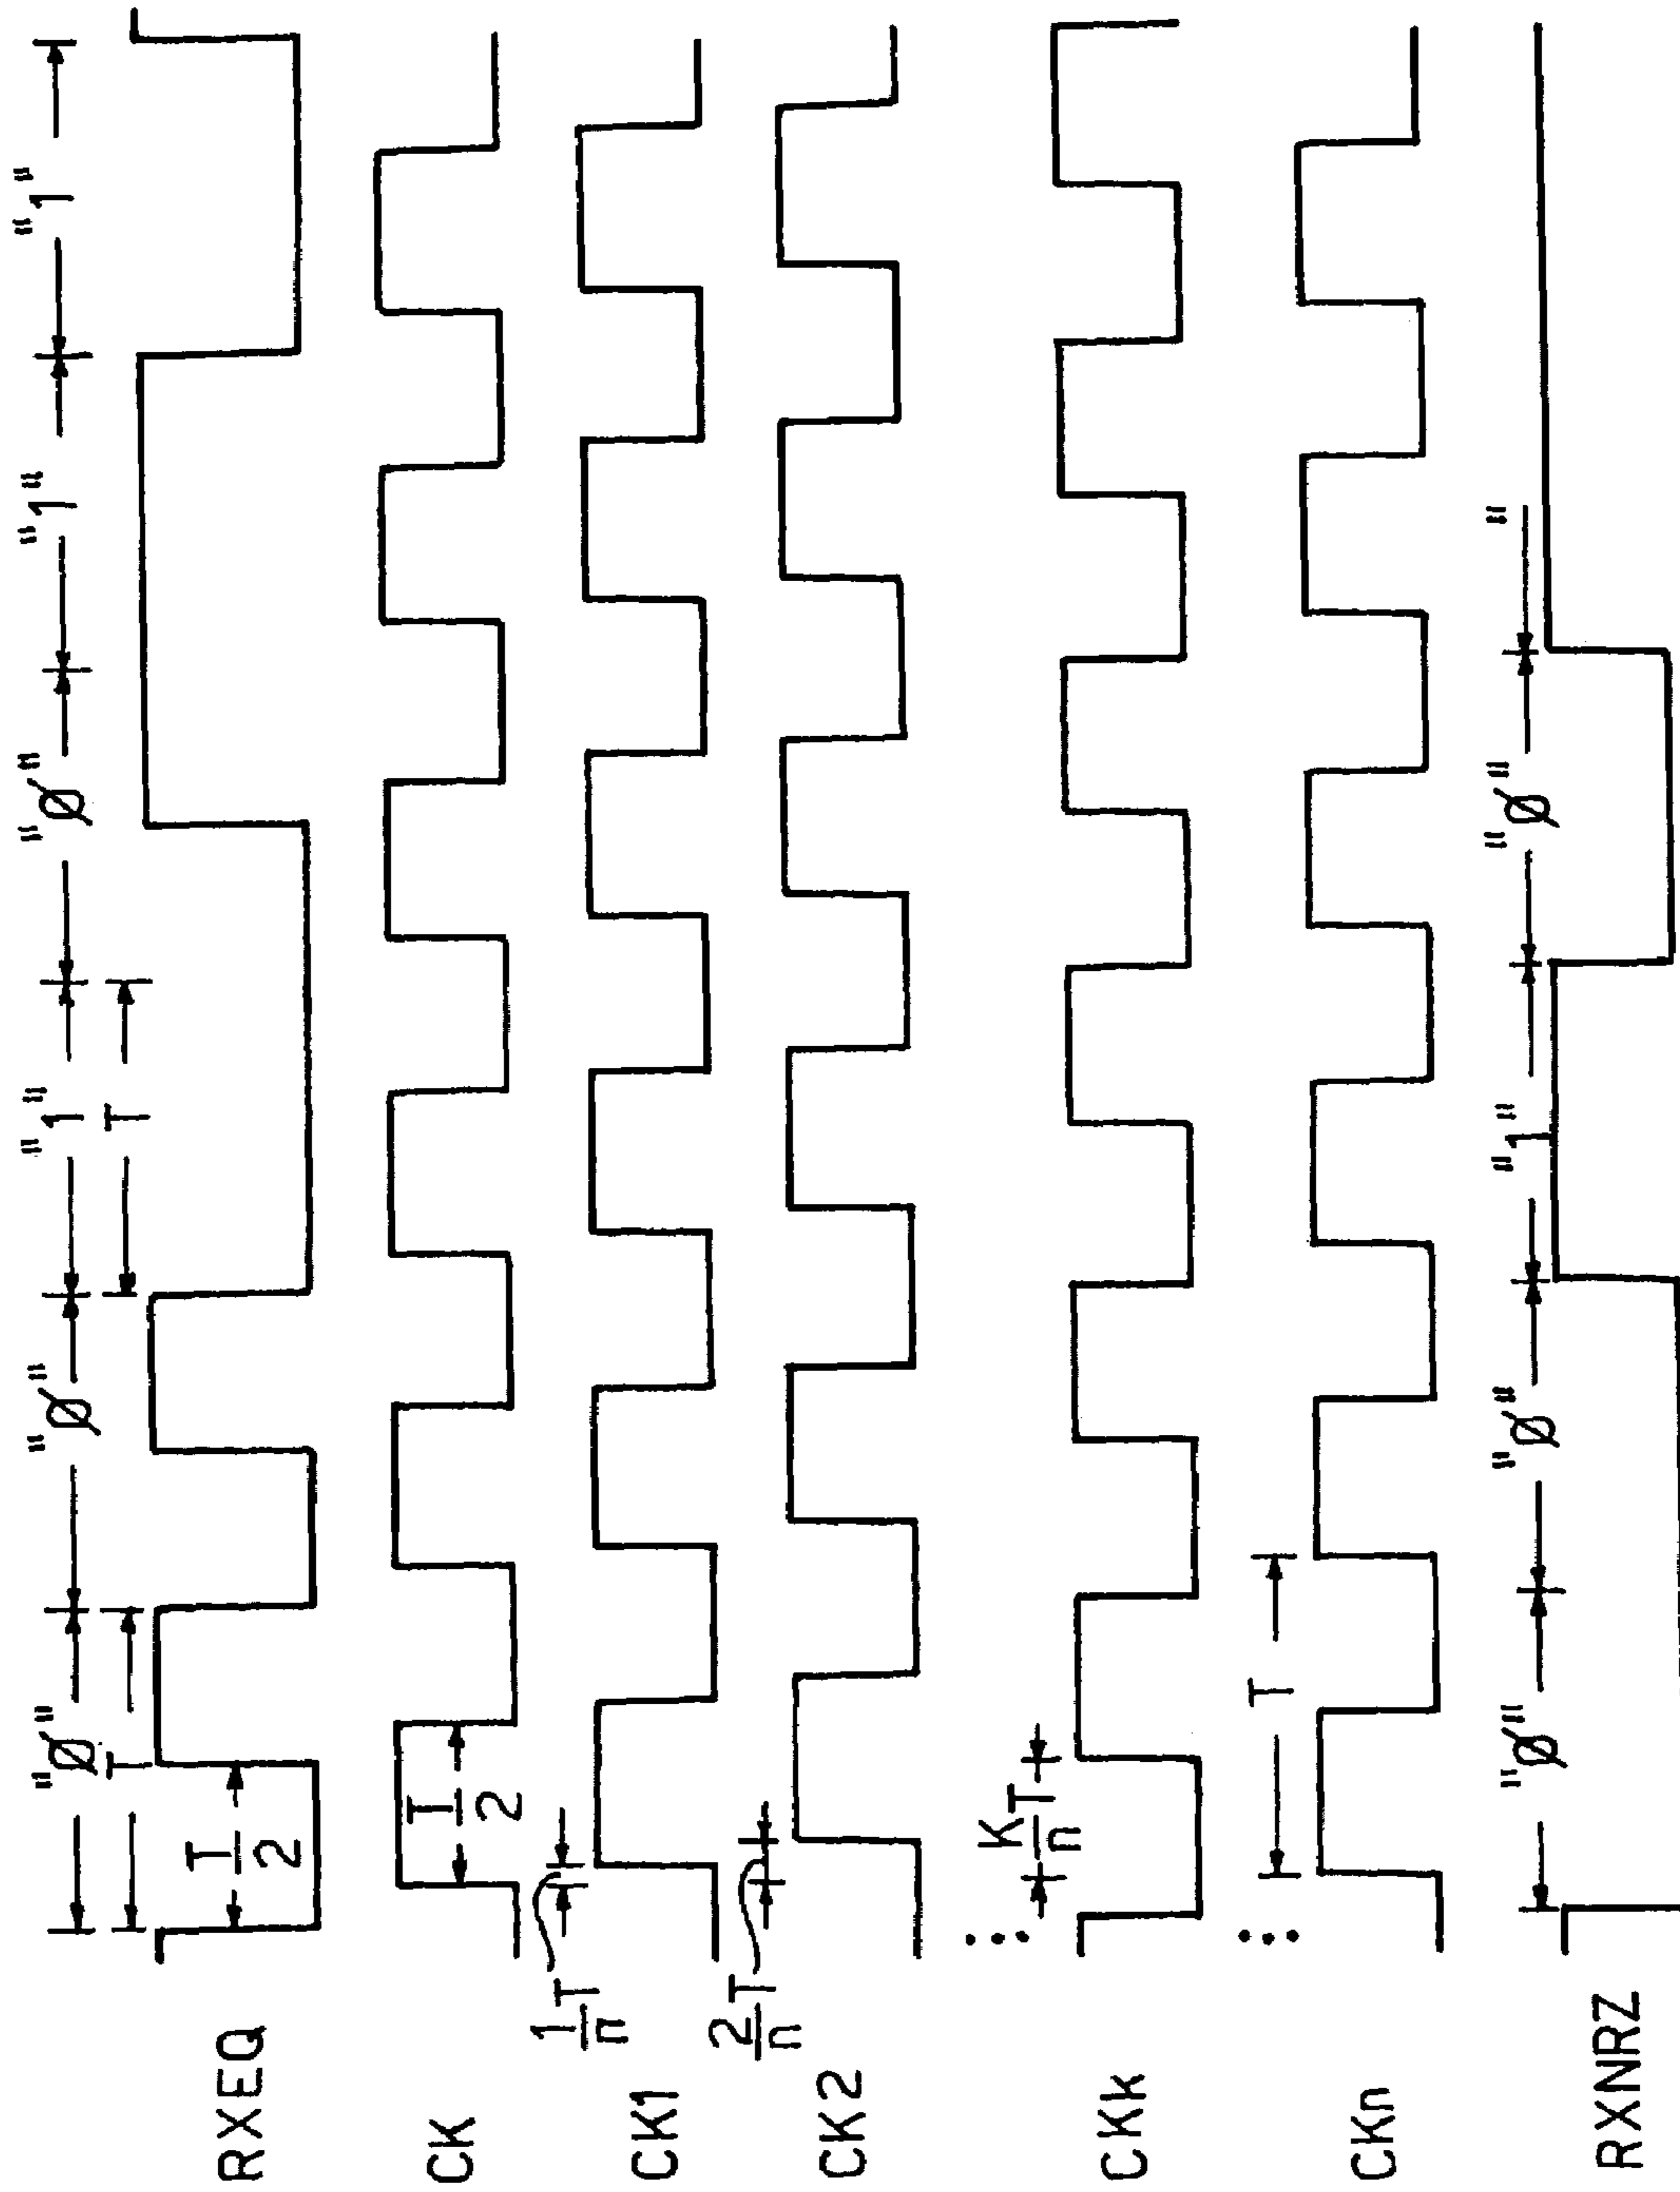 "Ø" "Ø" "1" "Ø" "1" "1"
T T
RXEQ
T/2
CK
T/2
1/n T
CK1
2/n T
CK2
⋮
K/n T
CKk
⋮
T
CKn
"Ø" "Ø" "1" "Ø" "
RXNRZ